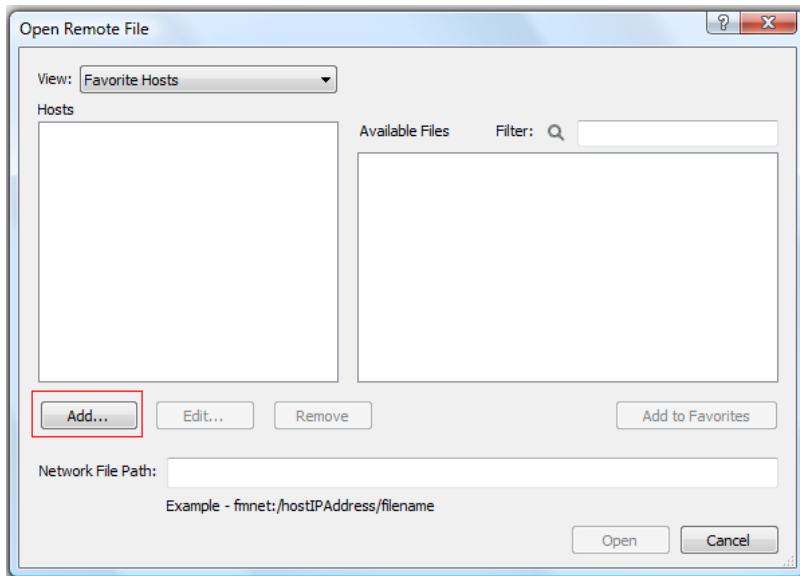 Open Remote File
View: Favorite Hosts
Hosts
Available Files Filter:
Add... Edit... Remove Add to Favorites
Network File Path:
Example - fmnet:/hostIPAddress/filename
Open Cancel